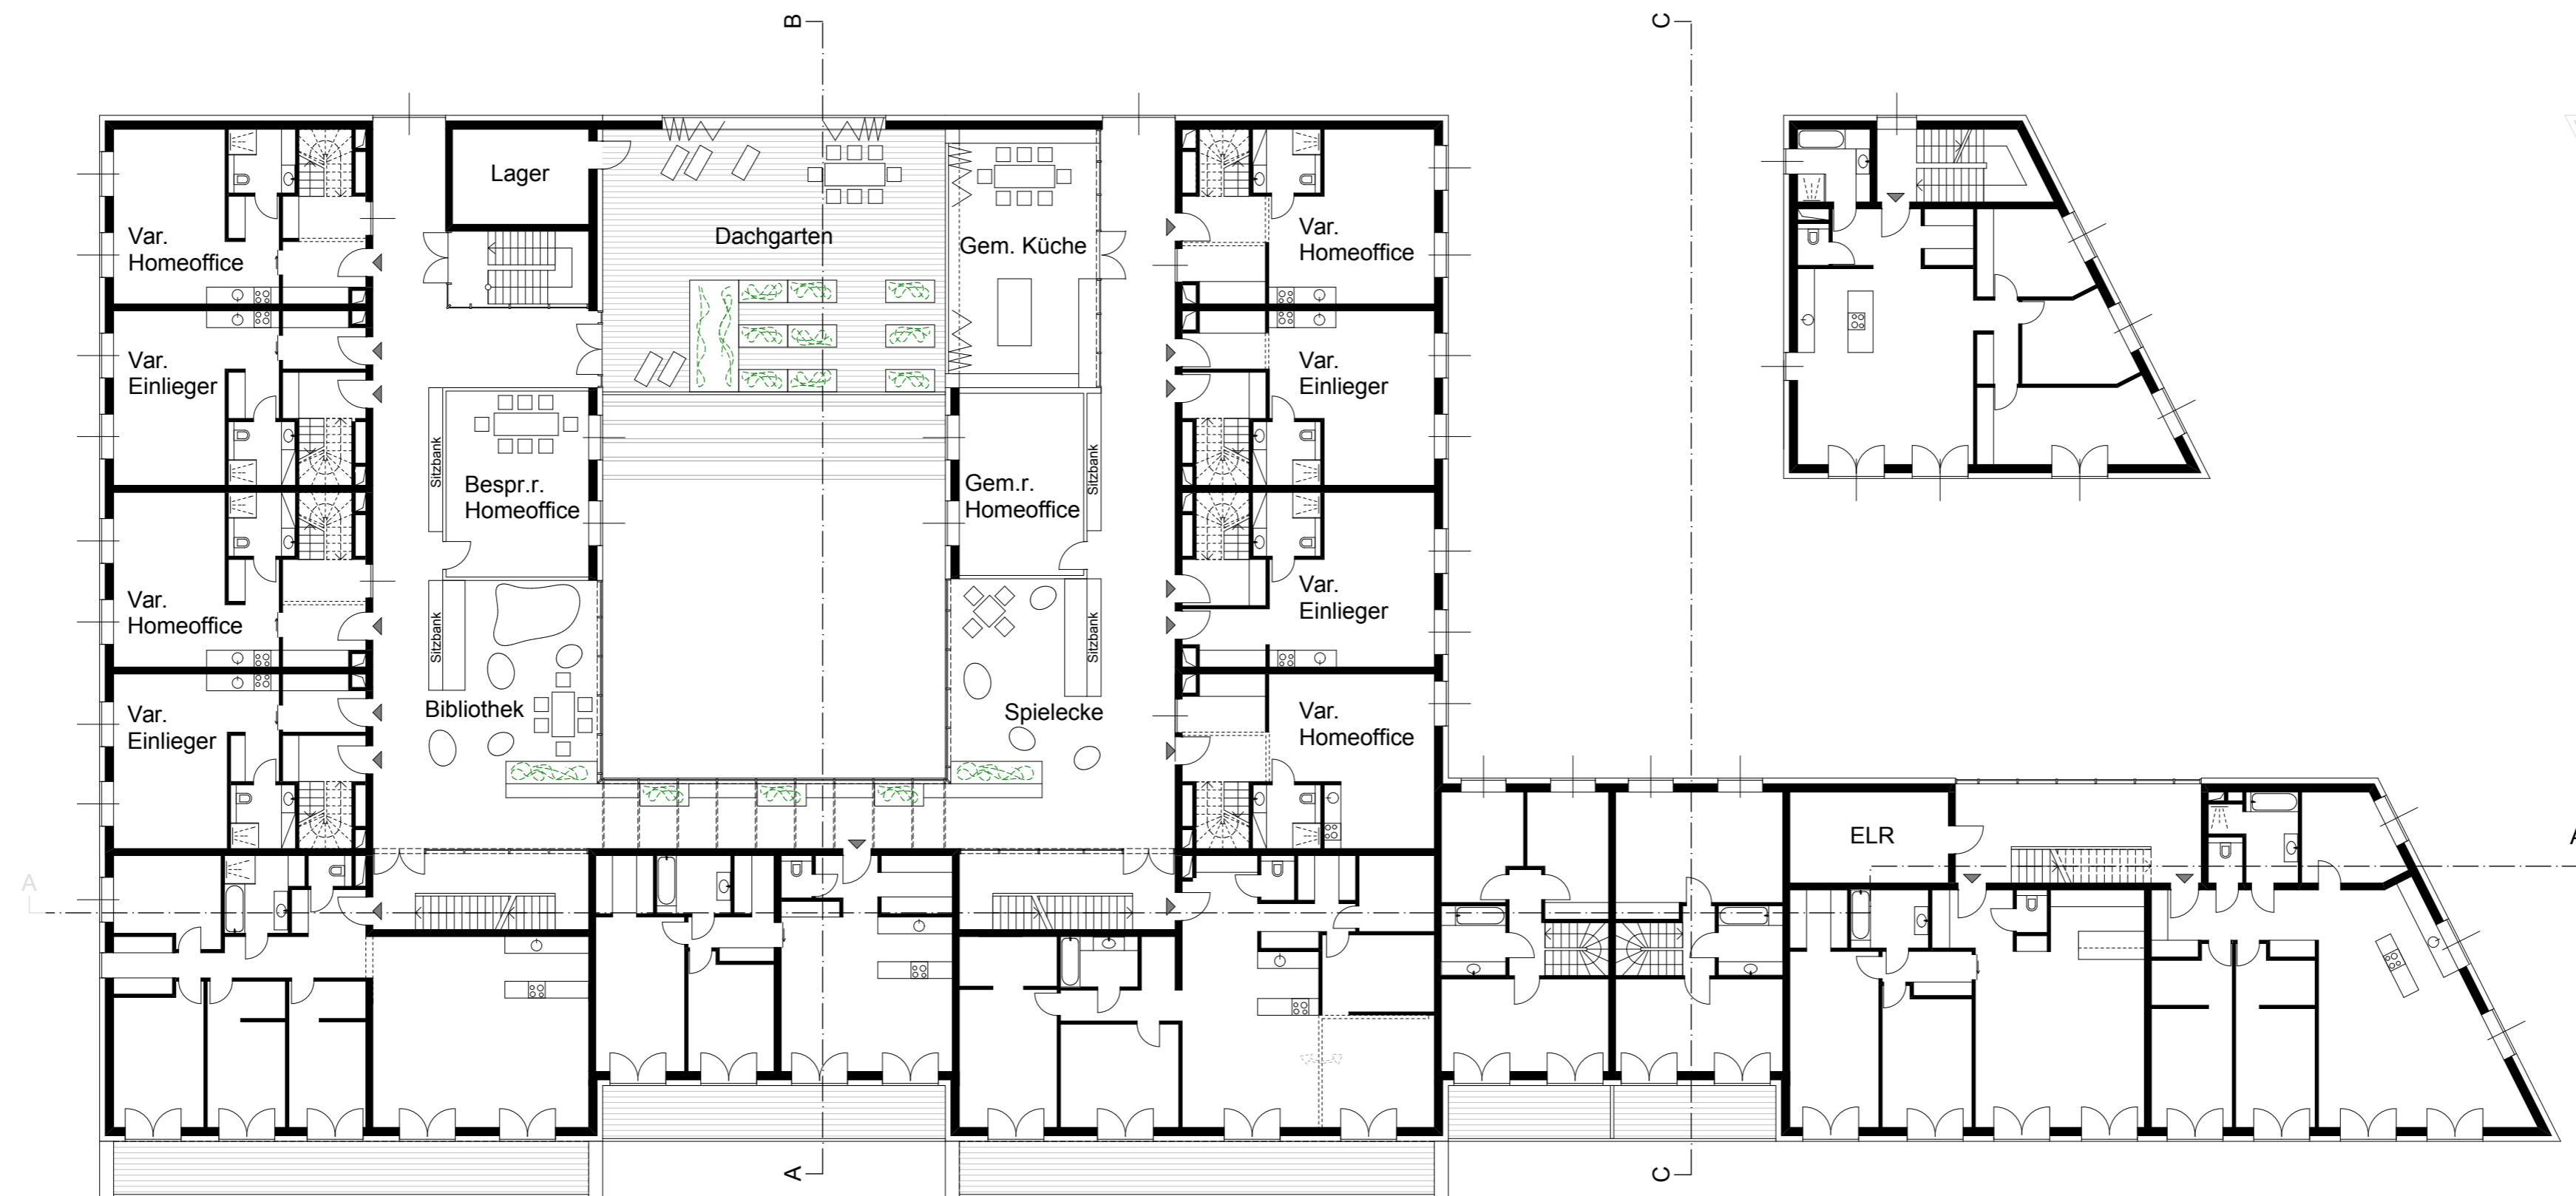 B
C
Lager
Var.
Homeoffice
Dachgarten
Gem. Küche
Var.
Homeoffice
Var.
Einlieger
Var.
Einlieger
Sitzbank
Bespr.r.
Homeoffice
Gem.r.
Homeoffice
Sitzbank
Var.
Homeoffice
Var.
Einlieger
Sitzbank
Sitzbank
Var.
Einlieger
Bibliothek
Spielecke
Var.
Homeoffice
ELR
A
A
A
C